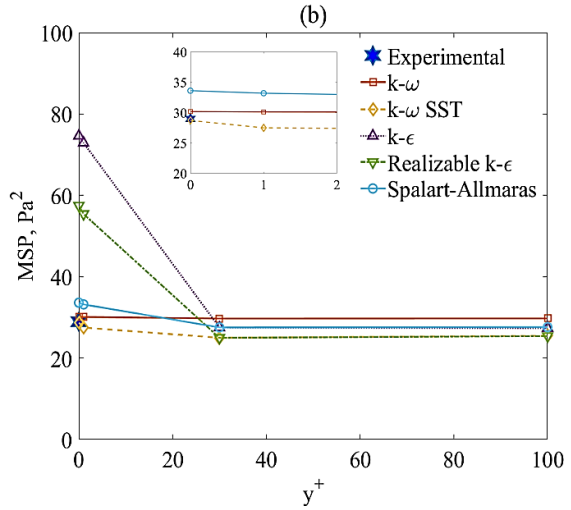 (b)
MSP, Pa²
100
80
60
40
20
0
0
20
40
60
80
100
y⁺
40
35
30
25
20
0
1
2
Experimental
k-ω
k-ω SST
k-ϵ
Realizable k-ϵ
Spalart-Allmaras